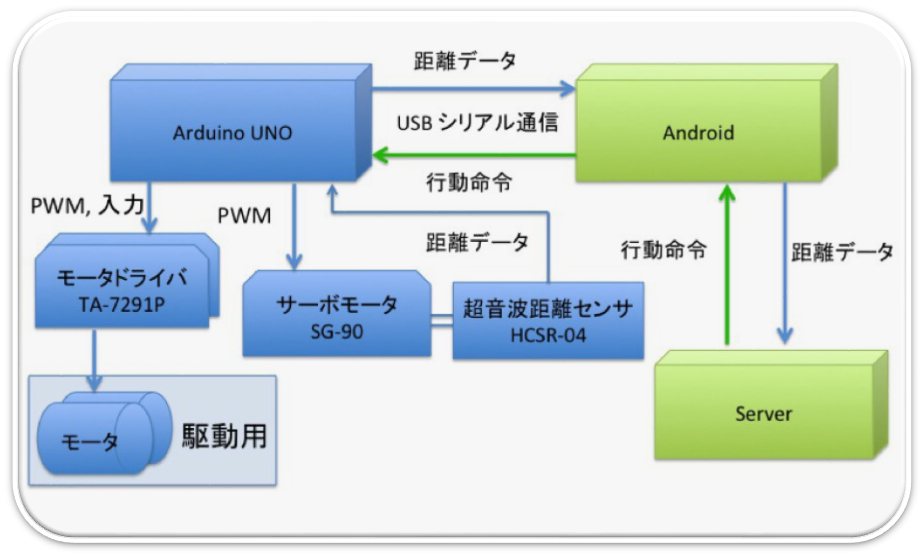 距離データ
Arduino UNO
USB シリアル通信
Android
行動命令
PWM, 入力
PWM
距離データ
行動命令
距離データ
モータドライバ
TA-7291P
サーボモータ
SG-90
超音波距離センサ
HCSR-04
モータ
駆動用
Server